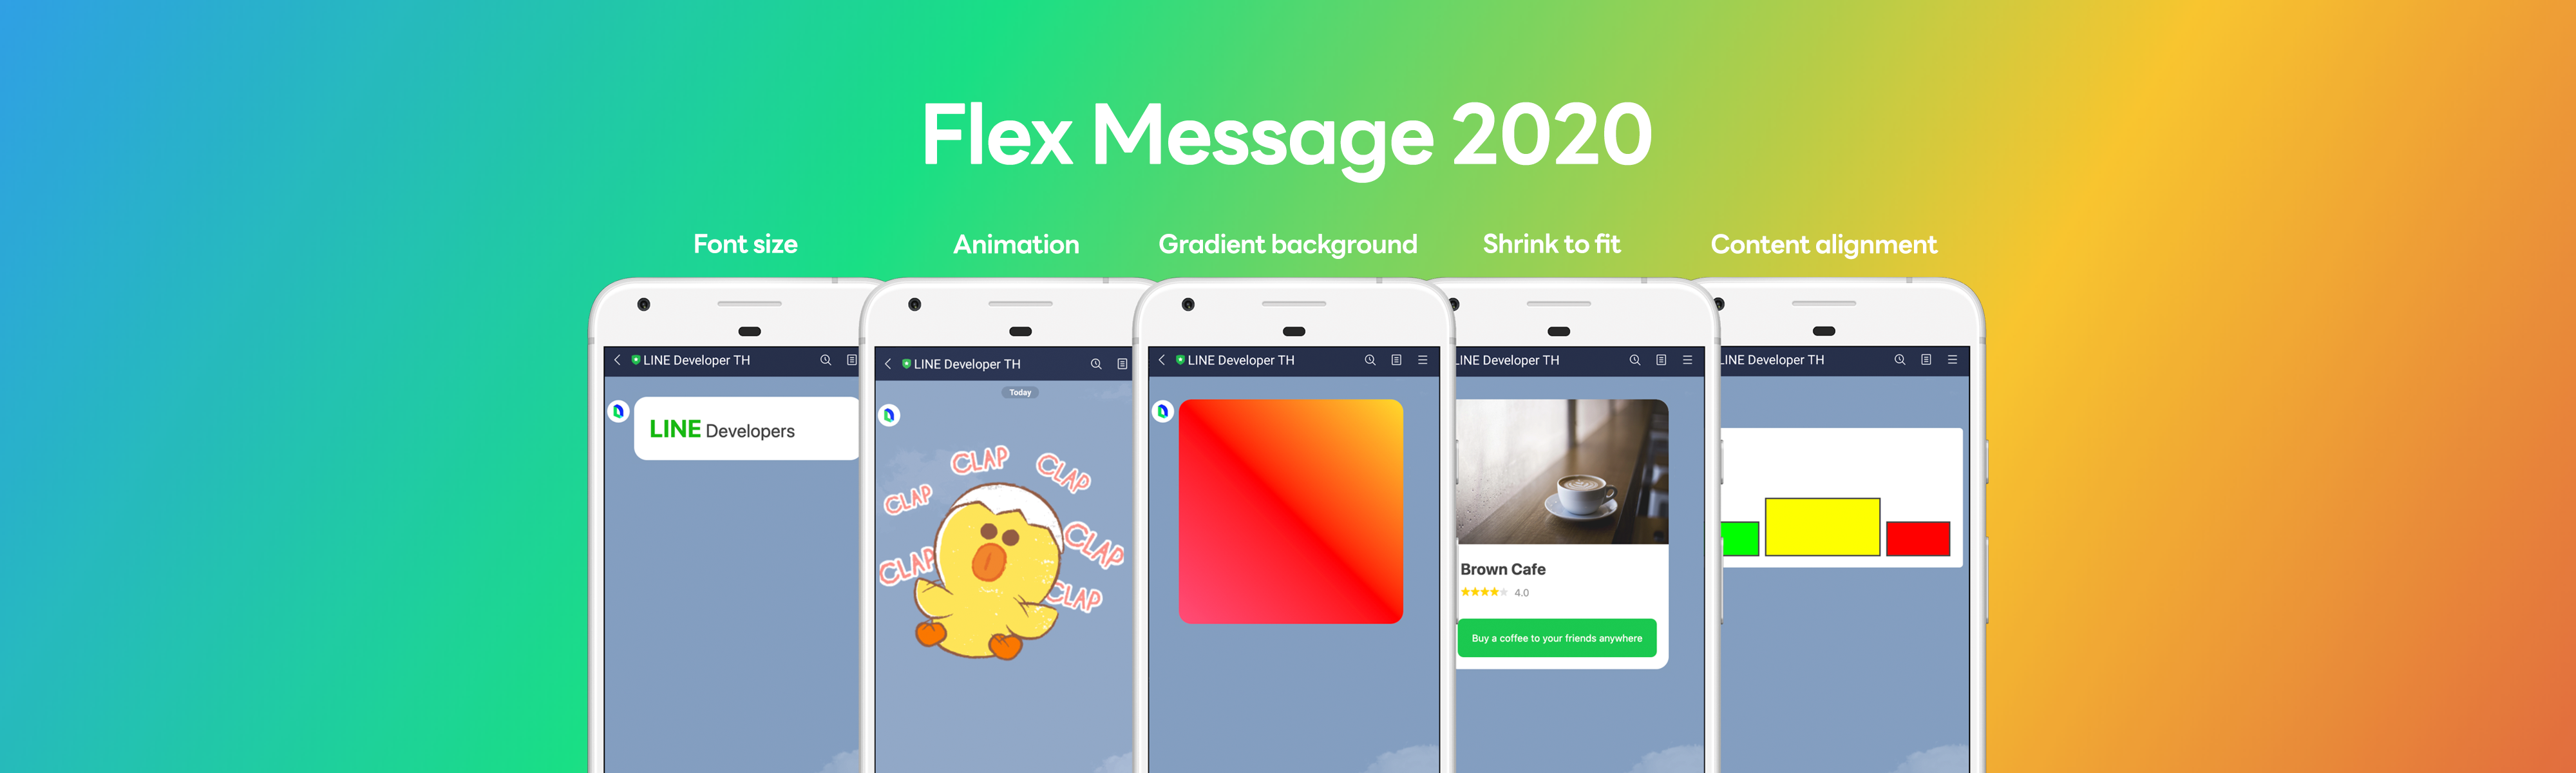 Flex Message 2020
Font size
Animation
Gradient background
Shrink to fit
Content alignment
LINE Developer TH
LINE Developers
LINE Developer TH
Today
CLAP
CLAP
CLAP
CLAP
CLAP
CLAP
LINE Developer TH
LINE Developer TH
Brown Cafe
4.0
Buy a coffee to your friends anywhere
LINE Developer TH